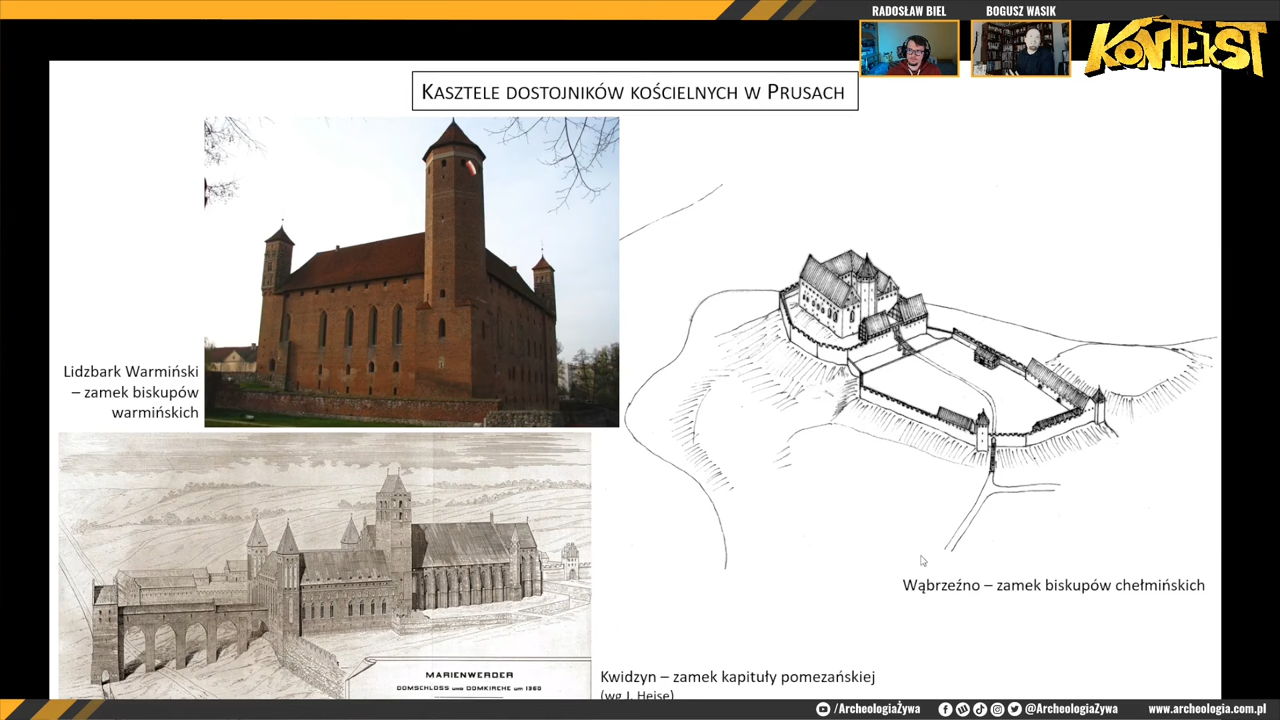 RADOSŁAW BIEL
BOGUSZ WASIK
KONTEKST
KASZTELE DOSTOJNIKÓW KOŚCIELNYCH W PRUSACH
Lidzbark Warmiński
– zamek biskupów
warmińskich
Wąbrzeźno – zamek biskupów chełmińskich
MARIENWERDER
DOMSCHLOSS UND DOMKIRCHE UM 1360
Kwidzyn – zamek kapituły pomezańskiej
(wg J. Heise)
/ArcheologiaŻywa
@ArcheologiaŻywa
www.archeologia.com.pl